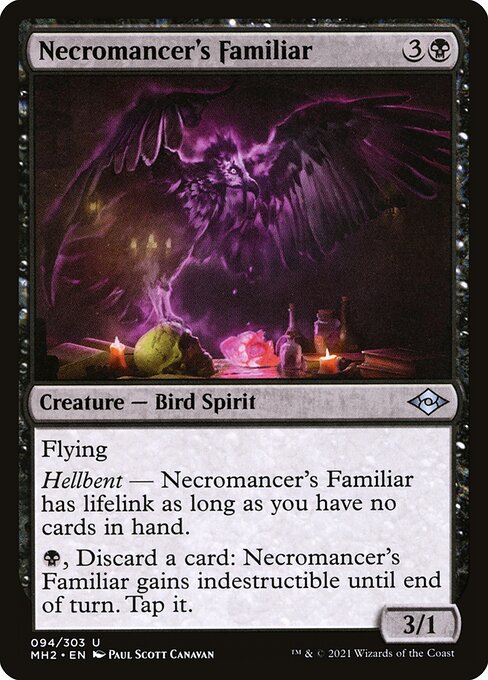 Necromancer's Familiar 3
Creature — Bird Spirit
Flying
Hellbent — Necromancer's Familiar
has lifelink as long as you have no
cards in hand.
, Discard a card: Necromancer's
Familiar gains indestructible until end
of turn. Tap it.
3/1
094/303 U
MH2 • EN Paul Scott Canavan
™ & © 2021 Wizards of the Coast